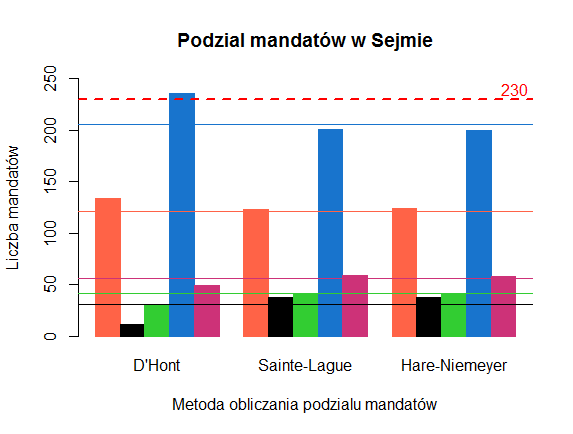 Podzial mandatów w Sejmie
Liczba mandatów
250
200
150
100
50
0
230
D'Hont
Sainte-Lague
Hare-Niemeyer
Metoda obliczania podzialu mandatów